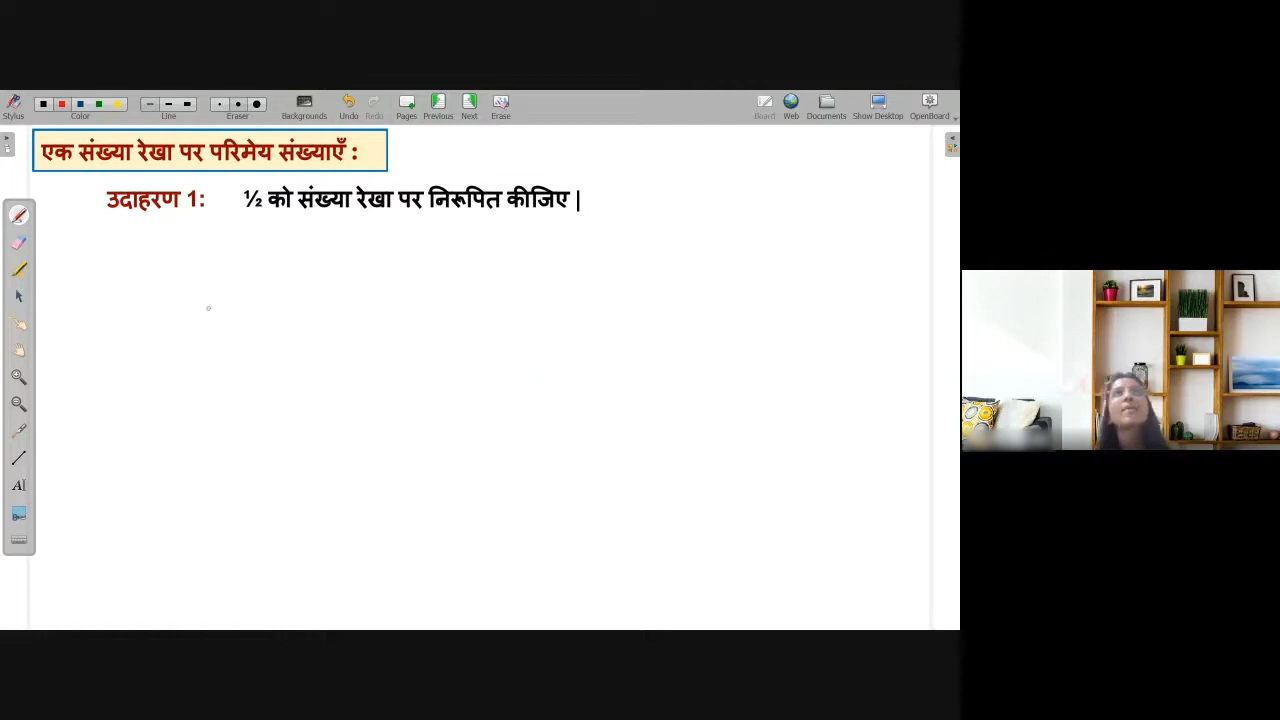 Stylus Color Line Eraser Backgrounds Undo Redo Pages Previous Next Erase Board Web Documents Show Desktop OpenBoard
एक संख्या रेखा पर परिमेय संख्याएँ :
उदाहरण 1: ½ को संख्या रेखा पर निरूपित कीजिए |